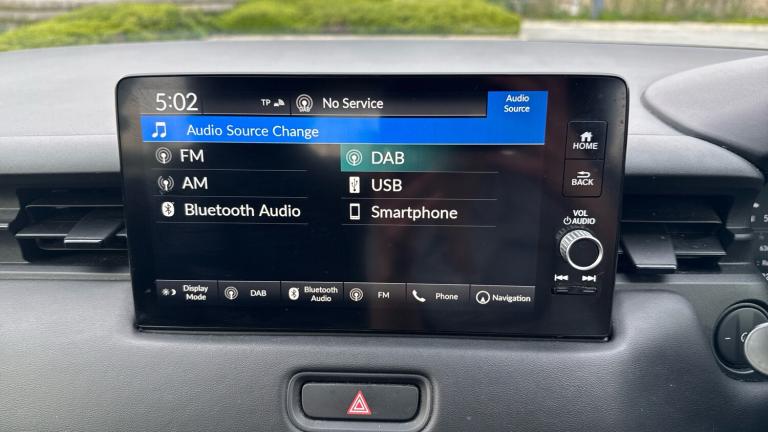 5:02
TP
DAB
No Service
Audio
Source
Audio Source Change
FM
DAB
AM
USB
Bluetooth Audio
Smartphone
HOME
BACK
VOL
AUDIO
Display
Mode
DAB
Bluetooth
Audio
FM
Phone
Navigation